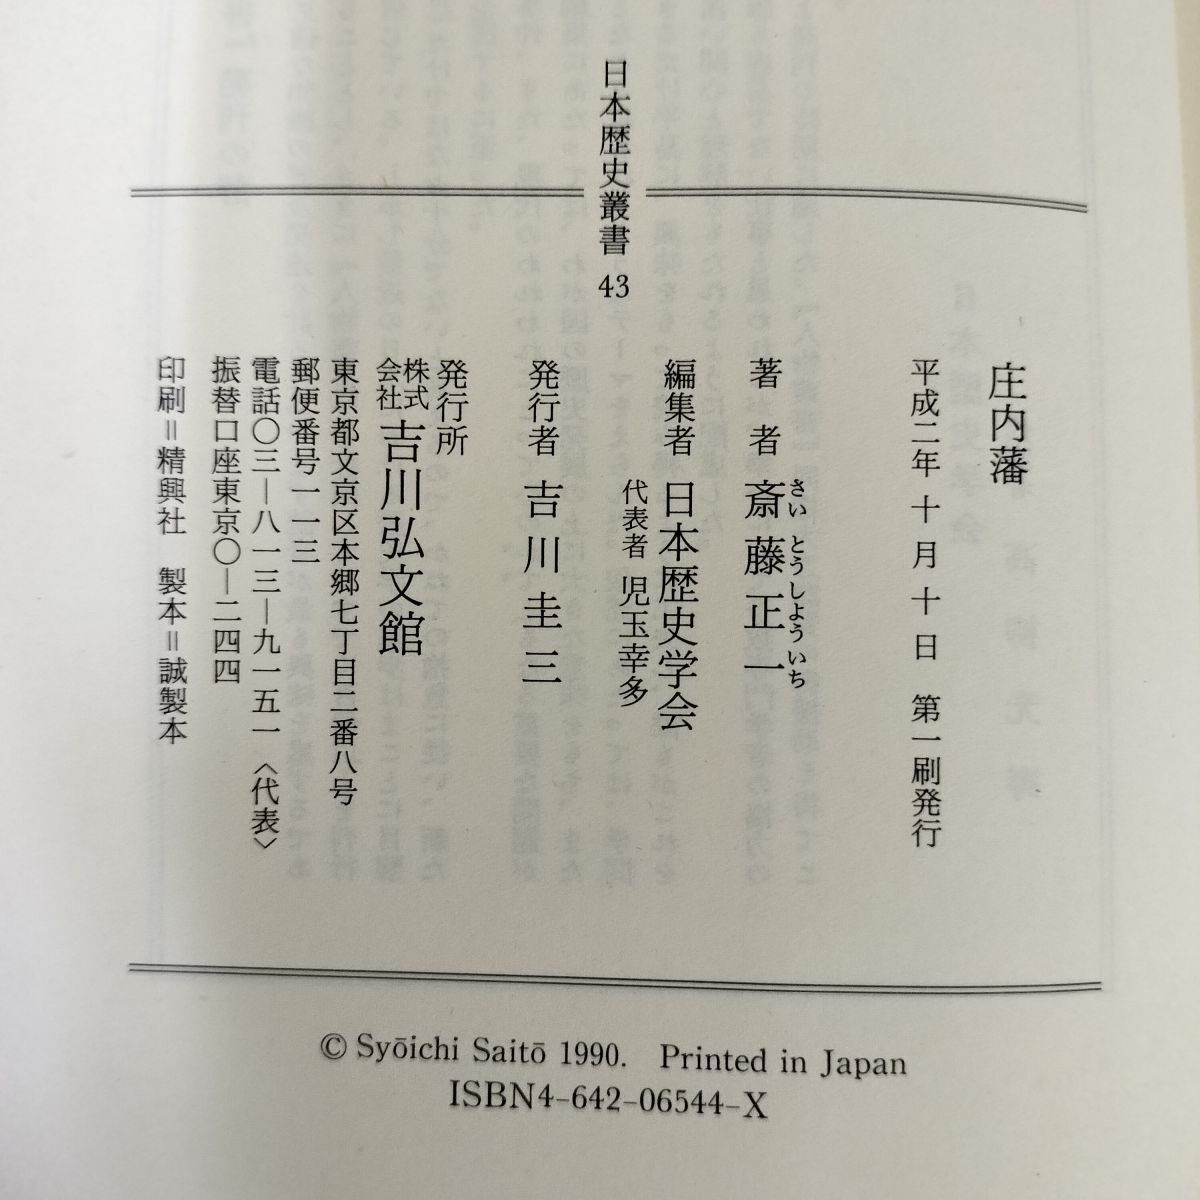 日本歴史叢書 43
庄内藩
平成二年十月十日 第一刷発行
著者 斎藤正一
さいとうしよういち
編集者 日本歴史学会
代表者 児玉幸多
発行者 吉川圭三
発行所
株式会社 吉川弘文館
東京都文京区本郷七丁目二番八号
郵便番号一一三
電話〇三―八一三―九一五一〈代表〉
振替口座東京〇―二四四
印刷＝精興社 製本＝誠製本
© Syōichi Saitō 1990. Printed in Japan
ISBN4-642-06544-X